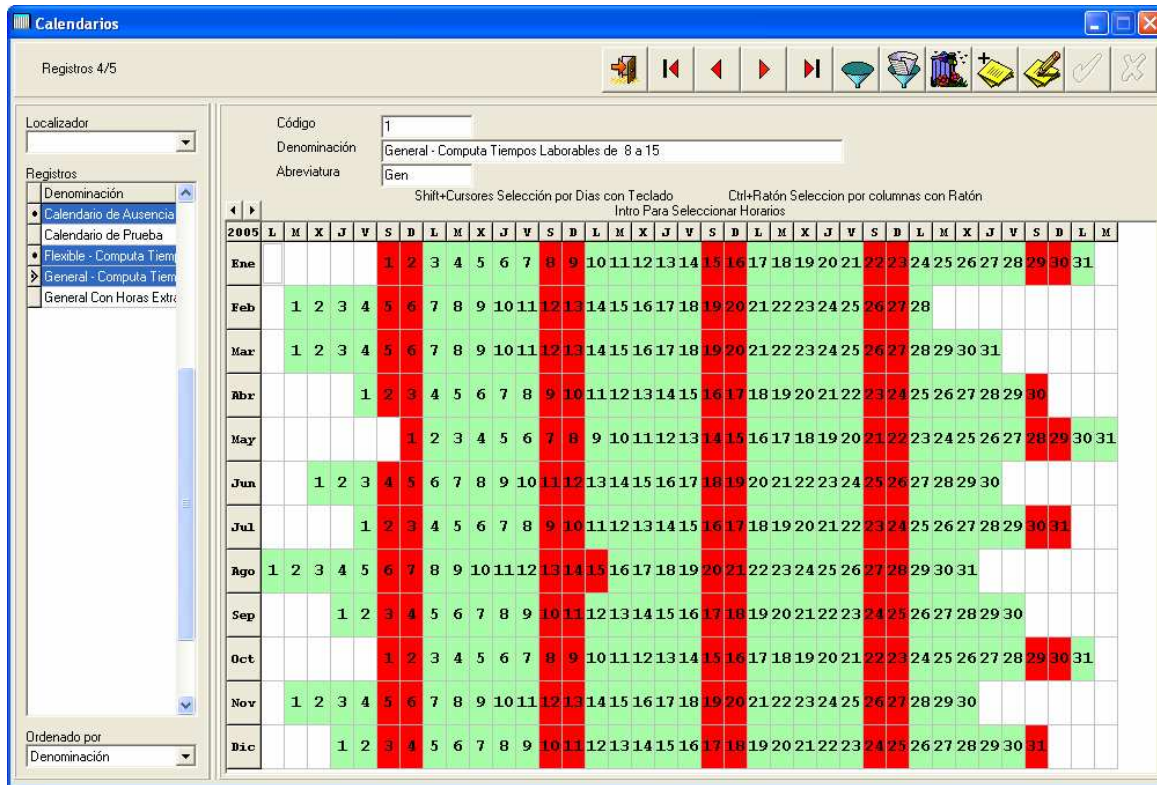 Calendarios
Registros 4/5
Localizador
Registros
Denominación
Calendario de Ausencia
Calendario de Prueba
Flexible - Computa Tiem
General - Computa Tiem
General Con Horas Extra
Ordenado por
Denominación
Código 1
Denominación General - Computa Tiempos Laborables de 8 a 15
Abreviatura Gen
Shift+Cursores Selección por Dias con Teclado Ctrl+Ratón Seleccion por columnas con Ratón
Intro Para Seleccionar Horarios
2005 L M X J V S D L M X J V S D L M X J V S D L M X J V S D L M X J V S D L M
Ene 1 2 3 4 5 6 7 8 9 10 11 12 13 14 15 16 17 18 19 20 21 22 23 24 25 26 27 28 29 30 31
Feb 1 2 3 4 5 6 7 8 9 10 11 12 13 14 15 16 17 18 19 20 21 22 23 24 25 26 27 28
Mar 1 2 3 4 5 6 7 8 9 10 11 12 13 14 15 16 17 18 19 20 21 22 23 24 25 26 27 28 29 30 31
Abr 1 2 3 4 5 6 7 8 9 10 11 12 13 14 15 16 17 18 19 20 21 22 23 24 25 26 27 28 29 30
May 1 2 3 4 5 6 7 8 9 10 11 12 13 14 15 16 17 18 19 20 21 22 23 24 25 26 27 28 29 30 31
Jun 1 2 3 4 5 6 7 8 9 10 11 12 13 14 15 16 17 18 19 20 21 22 23 24 25 26 27 28 29 30
Jul 1 2 3 4 5 6 7 8 9 10 11 12 13 14 15 16 17 18 19 20 21 22 23 24 25 26 27 28 29 30 31
Ago 1 2 3 4 5 6 7 8 9 10 11 12 13 14 15 16 17 18 19 20 21 22 23 24 25 26 27 28 29 30 31
Sep 1 2 3 4 5 6 7 8 9 10 11 12 13 14 15 16 17 18 19 20 21 22 23 24 25 26 27 28 29 30
Oct 1 2 3 4 5 6 7 8 9 10 11 12 13 14 15 16 17 18 19 20 21 22 23 24 25 26 27 28 29 30 31
Nov 1 2 3 4 5 6 7 8 9 10 11 12 13 14 15 16 17 18 19 20 21 22 23 24 25 26 27 28 29 30
Dic 1 2 3 4 5 6 7 8 9 10 11 12 13 14 15 16 17 18 19 20 21 22 23 24 25 26 27 28 29 30 31